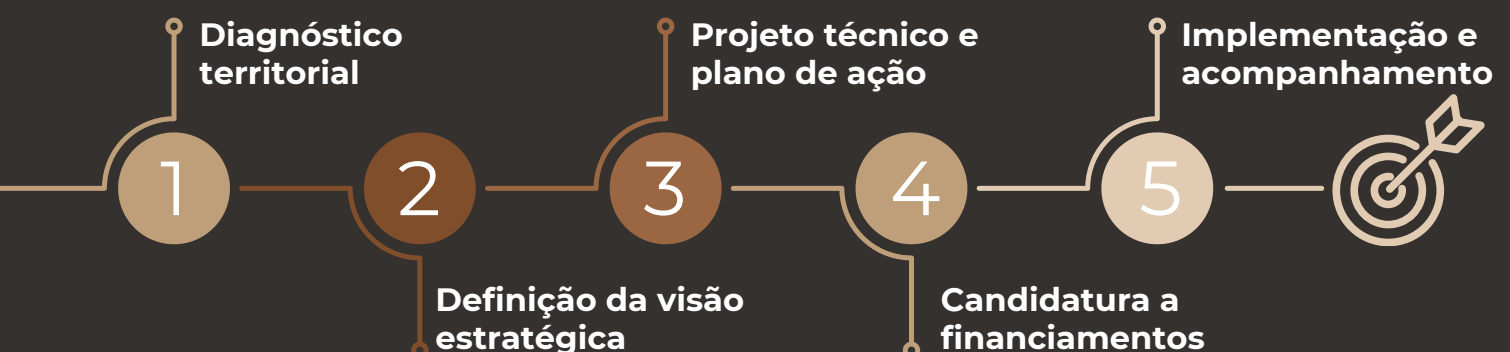 1
Diagnóstico
territorial
2
Definição da visão
estratégica
3
Projeto técnico e
plano de ação
4
Candidatura a
financiamentos
5
Implementação e
acompanhamento